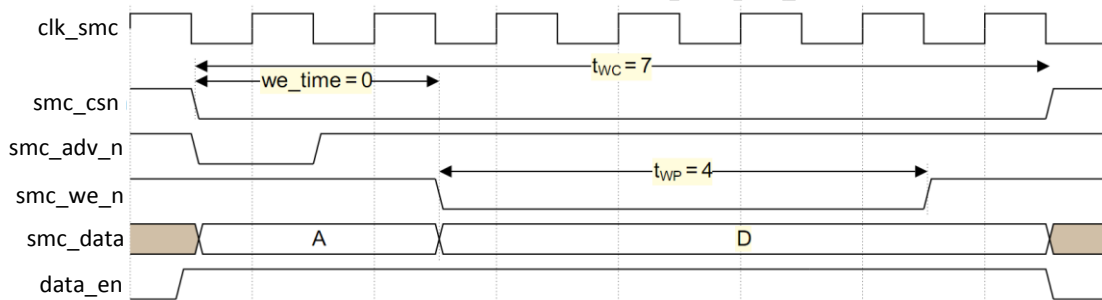 clk_smc
t_WC = 7
we_time = 0
smc_csn
smc_adv_n
t_WP = 4
smc_we_n
smc_data
A
D
data_en